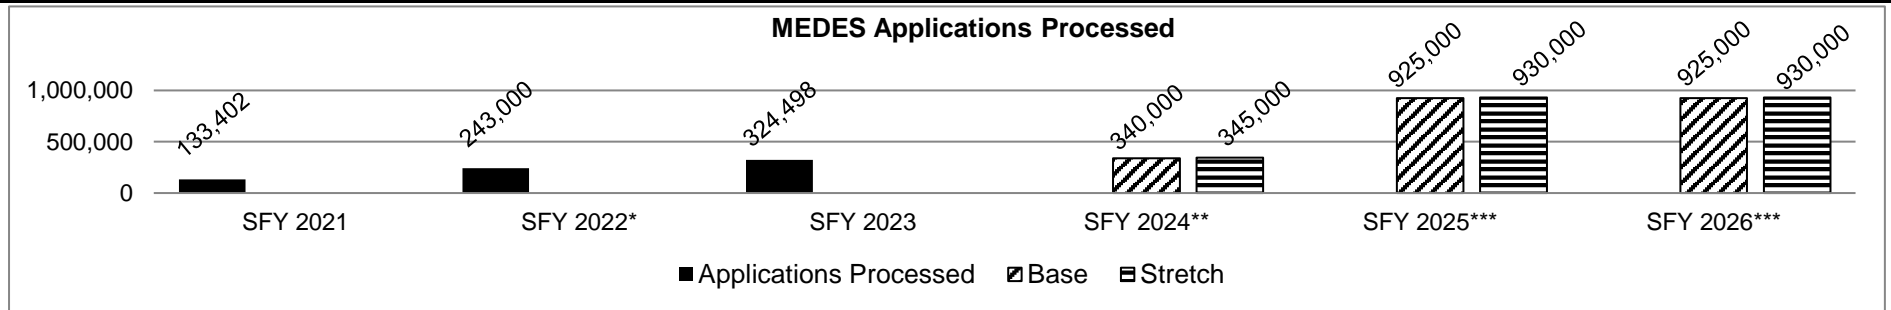 MEDES Applications Processed
1,000,000
500,000
0
133,402
243,000
324,498
340,000
345,000
925,000
930,000
925,000
930,000
SFY 2021
SFY 2022*
SFY 2023
SFY 2024**
SFY 2025***
SFY 2026***
Applications Processed
Base
Stretch